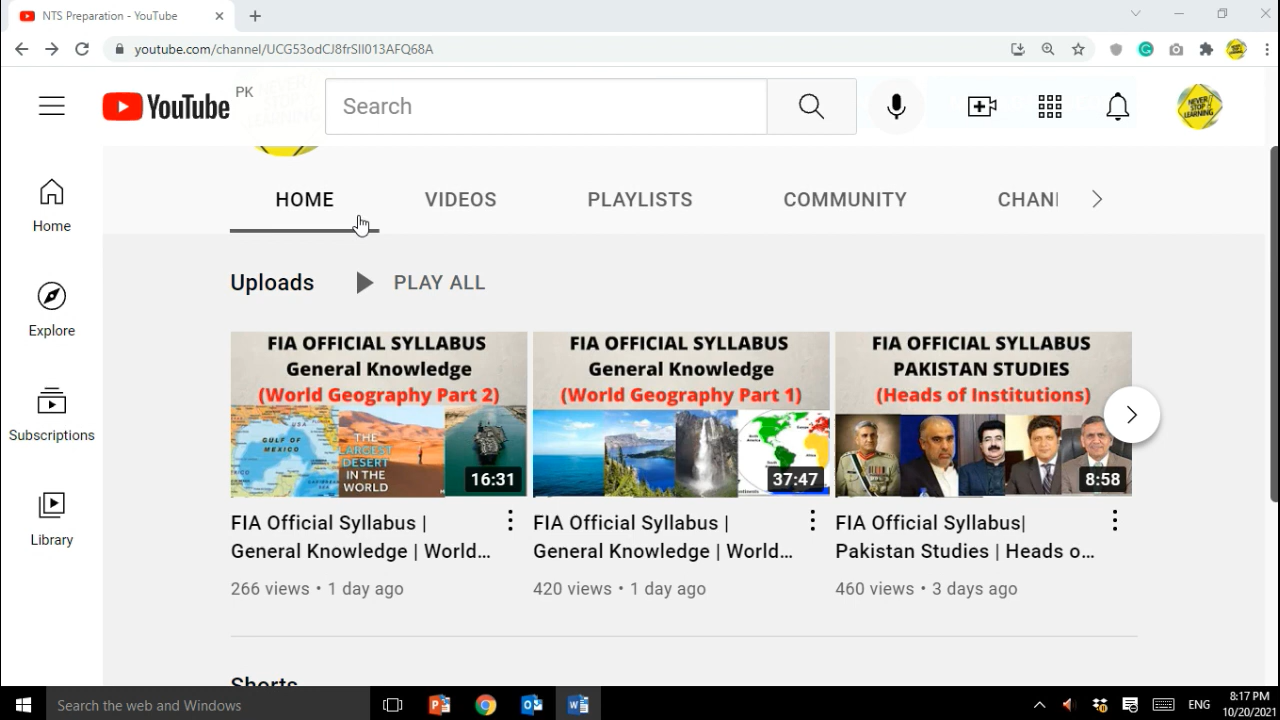 NTS Preparation - YouTube
youtube.com/channel/UCG53odCJ8frSIl013AFQ68A
YouTube
PK
Search
NEVER STOP LEARNING
HOME
VIDEOS
PLAYLISTS
COMMUNITY
CHAN
Home
Explore
Subscriptions
Library
Uploads
PLAY ALL
FIA OFFICIAL SYLLABUS
General Knowledge
(World Geography Part 2)
GULF OF
MEXICO
THE
LARGEST
DESERT
IN THE
WORLD
16:31
FIA Official Syllabus |
General Knowledge | World...
266 views • 1 day ago
FIA OFFICIAL SYLLABUS
General Knowledge
(World Geography Part 1)
37:47
FIA Official Syllabus |
General Knowledge | World...
420 views • 1 day ago
FIA OFFICIAL SYLLABUS
PAKISTAN STUDIES
(Heads of Institutions)
8:58
FIA Official Syllabus|
Pakistan Studies | Heads o...
460 views • 3 days ago
Shorts
Search the web and Windows
ENG
8:17 PM
10/20/2021